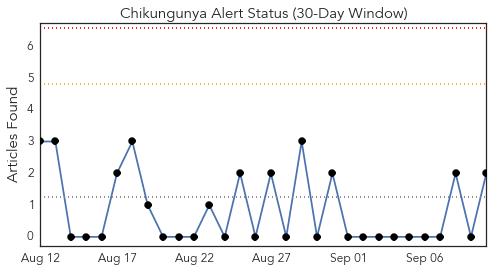 Chikungunya Alert Status (30-Day Window)
Articles Found
6
5
4
3
2
1
0
Aug 12 Aug 17 Aug 22 Aug 27 Sep 01 Sep 06